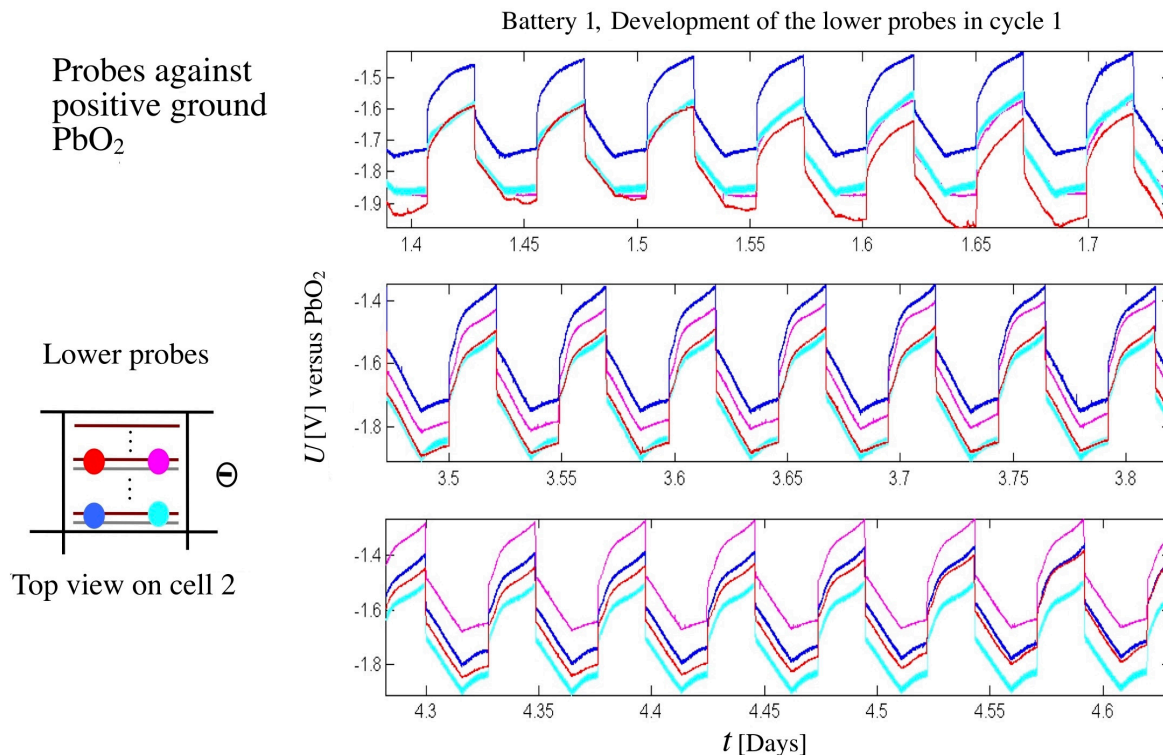 Battery 1, Development of the lower probes in cycle 1
Probes against
positive ground
PbO₂
-1.5
-1.6
-1.7
-1.8
-1.9
1.4 1.45 1.5 1.55 1.6 1.65 1.7
U [V] versus PbO₂
-1.4
-1.6
-1.8
3.5 3.55 3.6 3.65 3.7 3.75 3.8
Lower probes
Top view on cell 2
-1.4
-1.6
-1.8
4.3 4.35 4.4 4.45 4.5 4.55 4.6
t [Days]